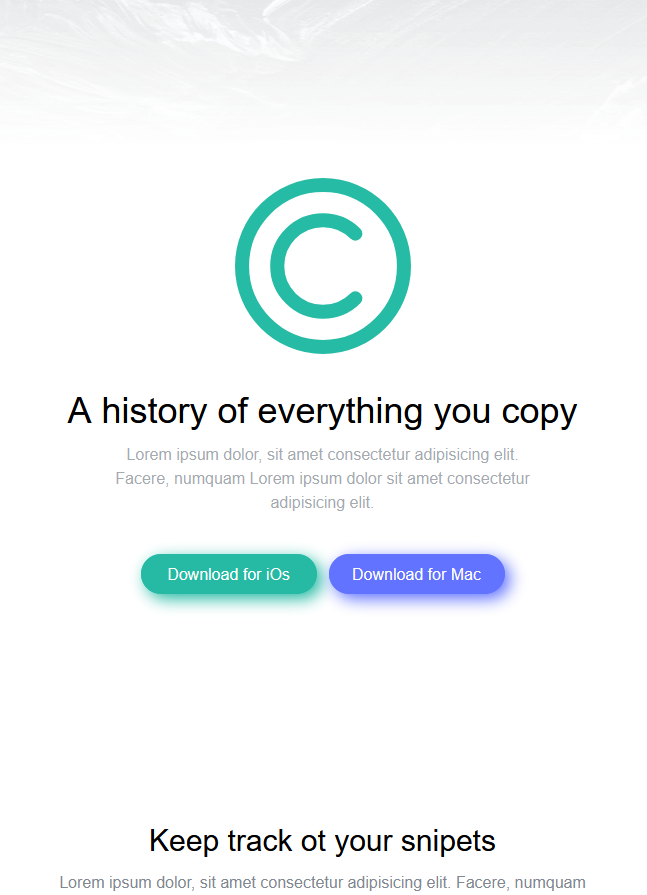 C
A history of everything you copy
Lorem ipsum dolor, sit amet consectetur adipisicing elit.
Facere, numquam Lorem ipsum dolor sit amet consectetur
adipisicing elit.
Download for iOs
Download for Mac
Keep track ot your snipets
Lorem ipsum dolor, sit amet consectetur adipisicing elit. Facere, numquam